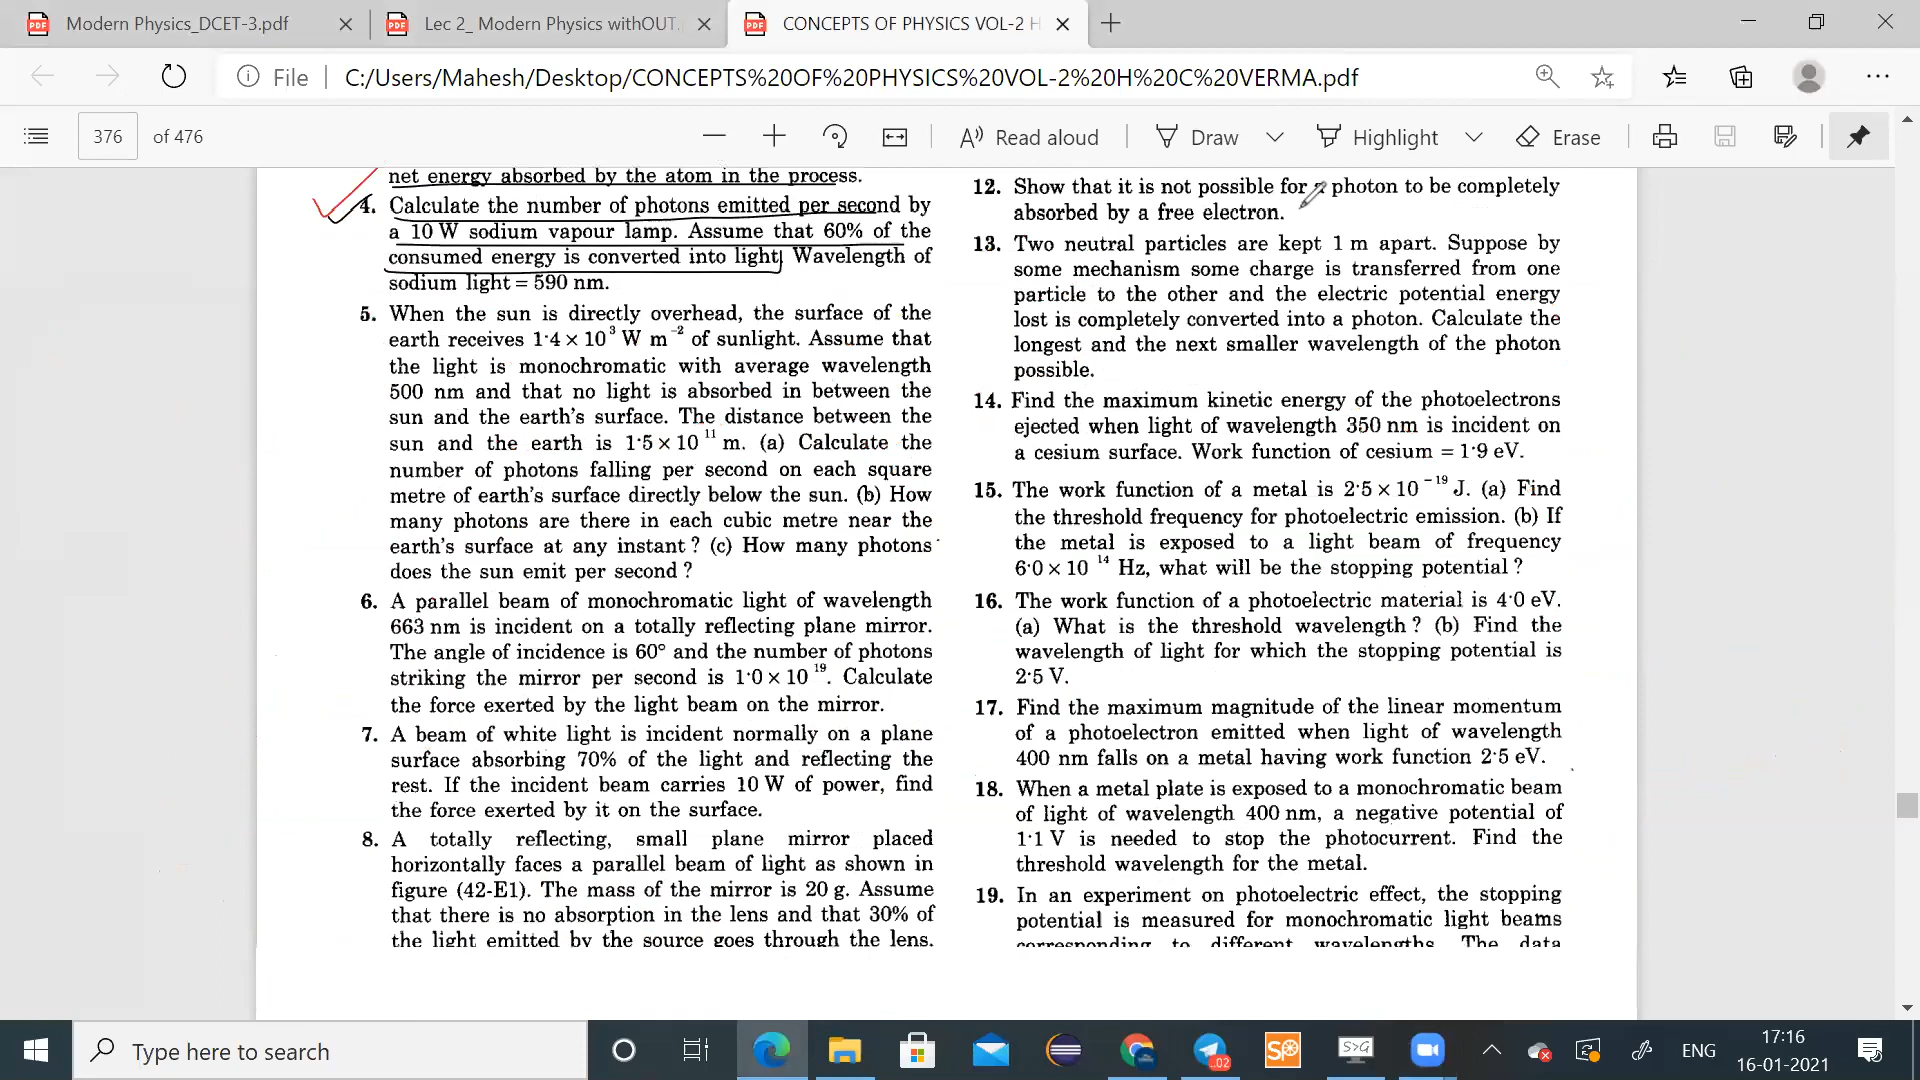 Modern Physics_DCET-3.pdf
Lec 2_ Modern Physics withOUT.
CONCEPTS OF PHYSICS VOL-2 H
File
C:/Users/Mahesh/Desktop/CONCEPTS%20OF%20PHYSICS%20VOL-2%20H%20C%20VERMA.pdf
376 of 476
Read aloud
Draw
Highlight
Erase
net energy absorbed by the atom in the process.
4. Calculate the number of photons emitted per second by
a 10 W sodium vapour lamp. Assume that 60% of the
consumed energy is converted into light. Wavelength of
sodium light = 590 nm.
5. When the sun is directly overhead, the surface of the
earth receives 1·4 × 10³ W m⁻² of sunlight. Assume that
the light is monochromatic with average wavelength
500 nm and that no light is absorbed in between the
sun and the earth's surface. The distance between the
sun and the earth is 1·5 × 10¹¹ m. (a) Calculate the
number of photons falling per second on each square
metre of earth's surface directly below the sun. (b) How
many photons are there in each cubic metre near the
earth's surface at any instant ? (c) How many photons
does the sun emit per second ?
6. A parallel beam of monochromatic light of wavelength
663 nm is incident on a totally reflecting plane mirror.
The angle of incidence is 60° and the number of photons
striking the mirror per second is 1·0 × 10¹⁹. Calculate
the force exerted by the light beam on the mirror.
7. A beam of white light is incident normally on a plane
surface absorbing 70% of the light and reflecting the
rest. If the incident beam carries 10 W of power, find
the force exerted by it on the surface.
8. A totally reflecting, small plane mirror placed
horizontally faces a parallel beam of light as shown in
figure (42-E1). The mass of the mirror is 20 g. Assume
that there is no absorption in the lens and that 30% of
the light emitted by the source goes through the lens.
12. Show that it is not possible for photon to be completely
absorbed by a free electron.
13. Two neutral particles are kept 1 m apart. Suppose by
some mechanism some charge is transferred from one
particle to the other and the electric potential energy
lost is completely converted into a photon. Calculate the
longest and the next smaller wavelength of the photon
possible.
14. Find the maximum kinetic energy of the photoelectrons
ejected when light of wavelength 350 nm is incident on
a cesium surface. Work function of cesium = 1·9 eV.
15. The work function of a metal is 2·5 × 10⁻¹⁹ J. (a) Find
the threshold frequency for photoelectric emission. (b) If
the metal is exposed to a light beam of frequency
6·0 × 10¹⁴ Hz, what will be the stopping potential ?
16. The work function of a photoelectric material is 4·0 eV.
(a) What is the threshold wavelength ? (b) Find the
wavelength of light for which the stopping potential is
2·5 V.
17. Find the maximum magnitude of the linear momentum
of a photoelectron emitted when light of wavelength
400 nm falls on a metal having work function 2·5 eV.
18. When a metal plate is exposed to a monochromatic beam
of light of wavelength 400 nm, a negative potential of
1·1 V is needed to stop the photocurrent. Find the
threshold wavelength for the metal.
19. In an experiment on photoelectric effect, the stopping
potential is measured for monochromatic light beams
corresponding to different wavelengths. The data
Type here to search
ENG
17:16
16-01-2021